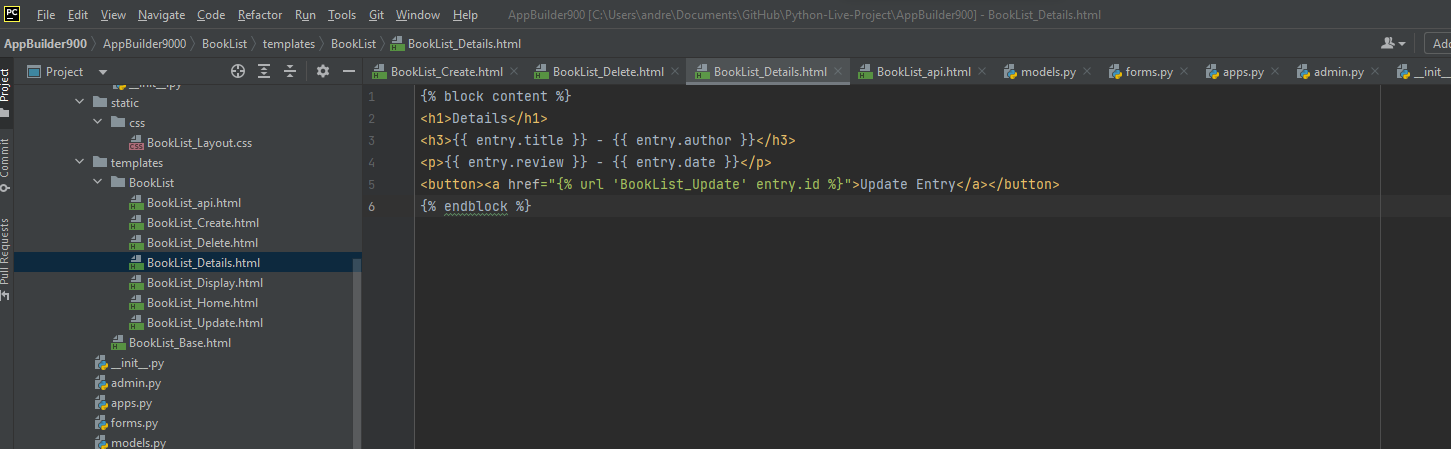 PC File Edit View Navigate Code Refactor Run Tools Git Window Help AppBuilder900 [C:\Users\andre\Documents\GitHub\Python-Live-Project\AppBuilder900] - BookList_Details.html
AppBuilder900 AppBuilder9000 BookList templates BookList BookList_Details.html Add
Project BookList_Create.html BookList_Delete.html BookList_Details.html BookList_api.html models.py forms.py apps.py admin.py __init__
Project
Commit
Pull Requests
__init__.py
static
css
BookList_Layout.css
templates
BookList
BookList_api.html
BookList_Create.html
BookList_Delete.html
BookList_Details.html
BookList_Display.html
BookList_Home.html
BookList_Update.html
BookList_Base.html
__init__.py
admin.py
apps.py
forms.py
models.py
1 {% block content %}
2 <h1>Details</h1>
3 <h3>{{ entry.title }} - {{ entry.author }}</h3>
4 <p>{{ entry.review }} - {{ entry.date }}</p>
5 <button><a href="{% url 'BookList_Update' entry.id %}">Update Entry</a></button>
6 {% endblock %}